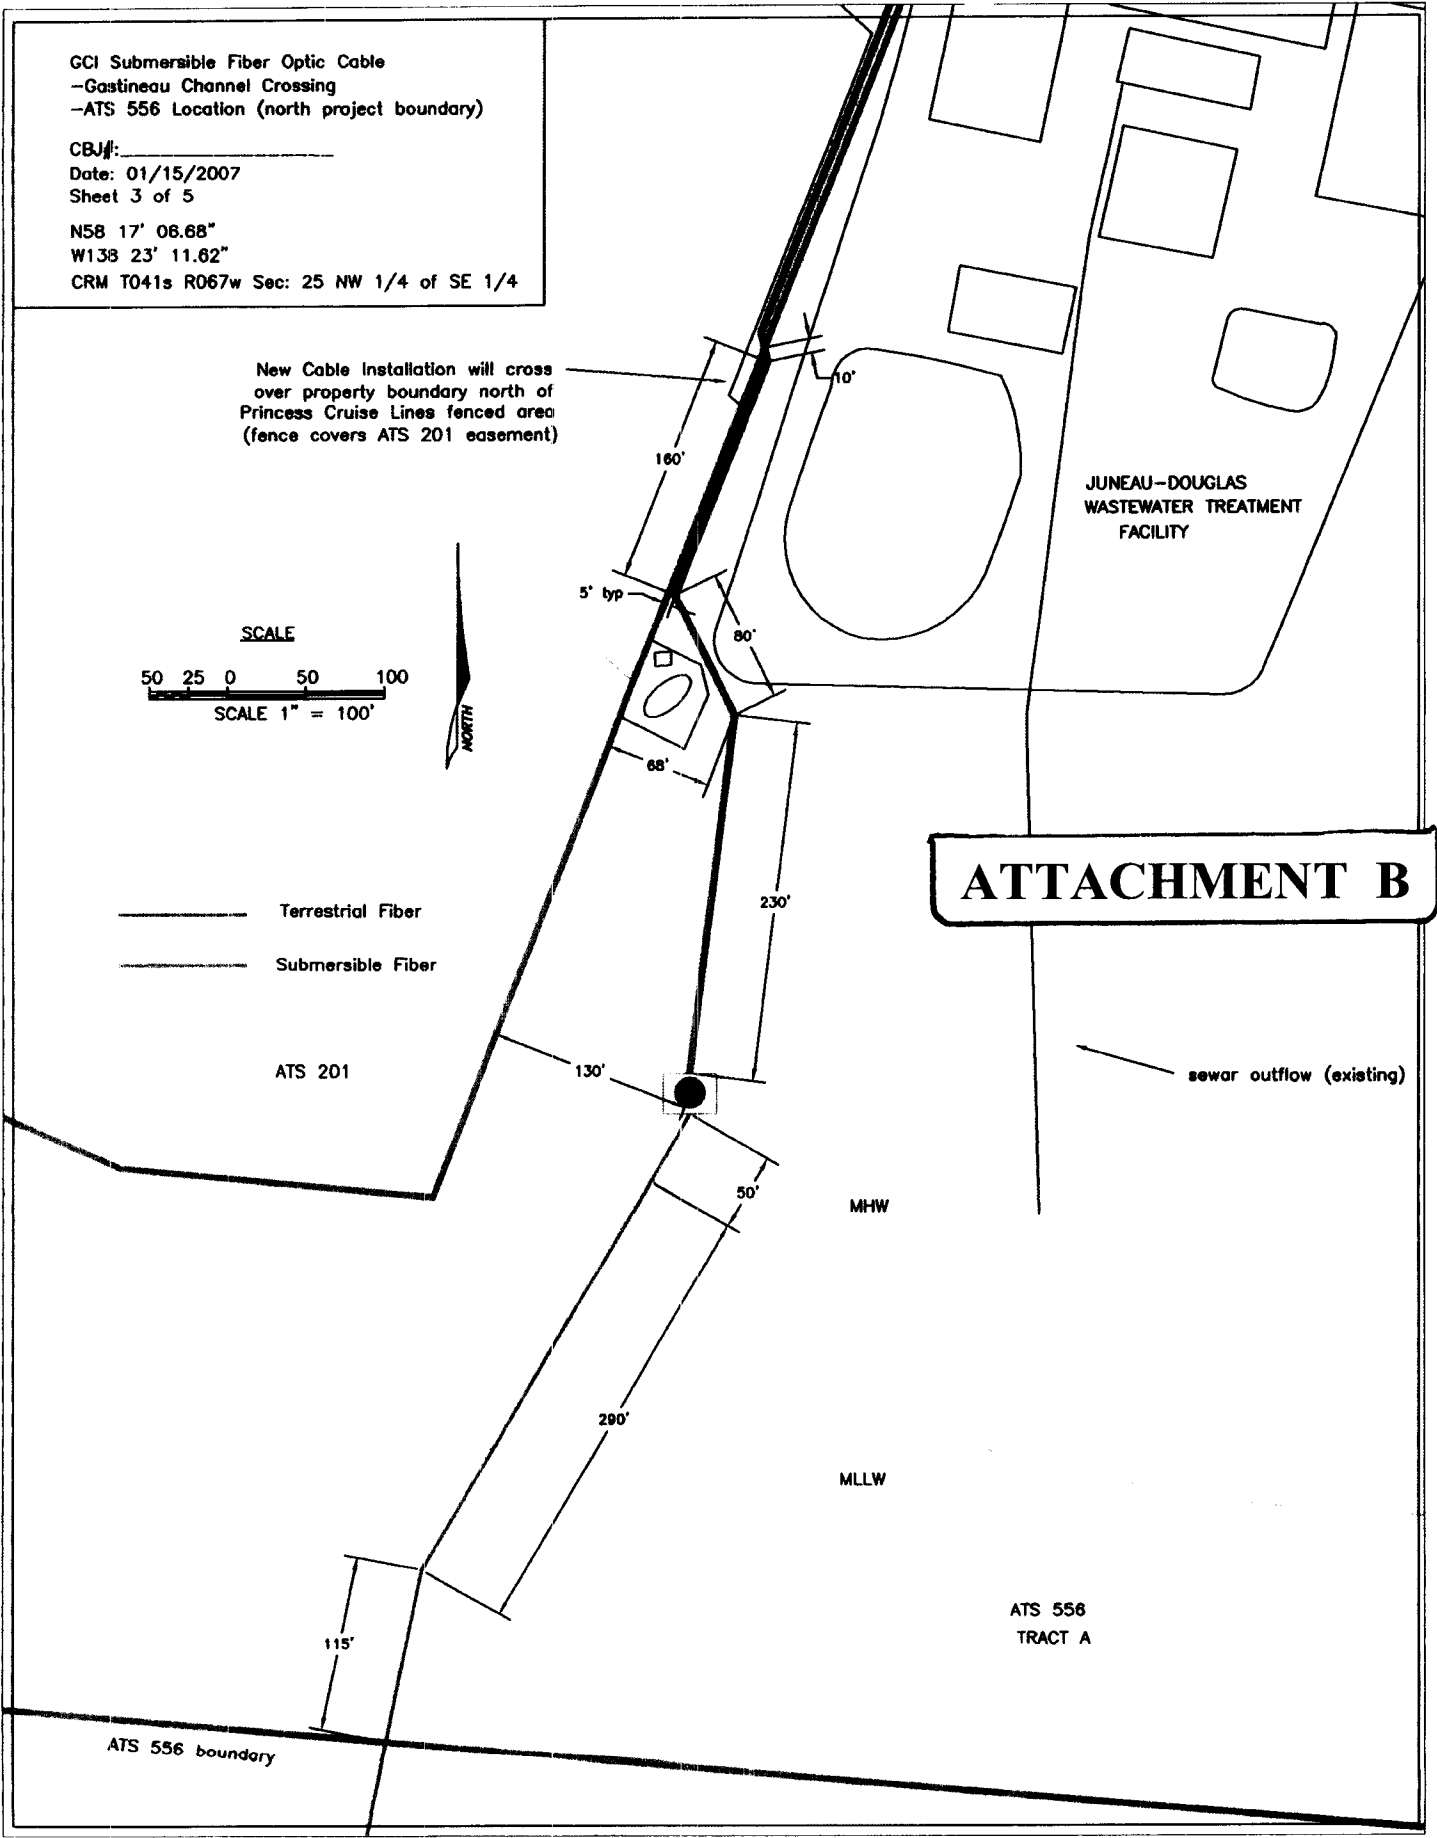 GCI Submersible Fiber Optic Cable
-Gastineau Channel Crossing
-ATS 556 Location (north project boundary)
CBJ#:
Date: 01/15/2007
Sheet 3 of 5
N58 17' 06.68"
W138 23' 11.62"
CRM T041s R067w Sec: 25 NW 1/4 of SE 1/4
New Cable Installation will cross
over property boundary north of
Princess Cruise Lines fenced area
(fence covers ATS 201 easement)
10'
160'
JUNEAU-DOUGLAS
WASTEWATER TREATMENT
FACILITY
5' typ
80'
SCALE
50 25 0 50 100
SCALE 1" = 100'
NORTH
68'
ATTACHMENT B
230'
Terrestrial Fiber
Submersible Fiber
ATS 201
130'
sewar outflow (existing)
50'
MHW
290'
MLLW
ATS 556
TRACT A
115'
ATS 556 boundary